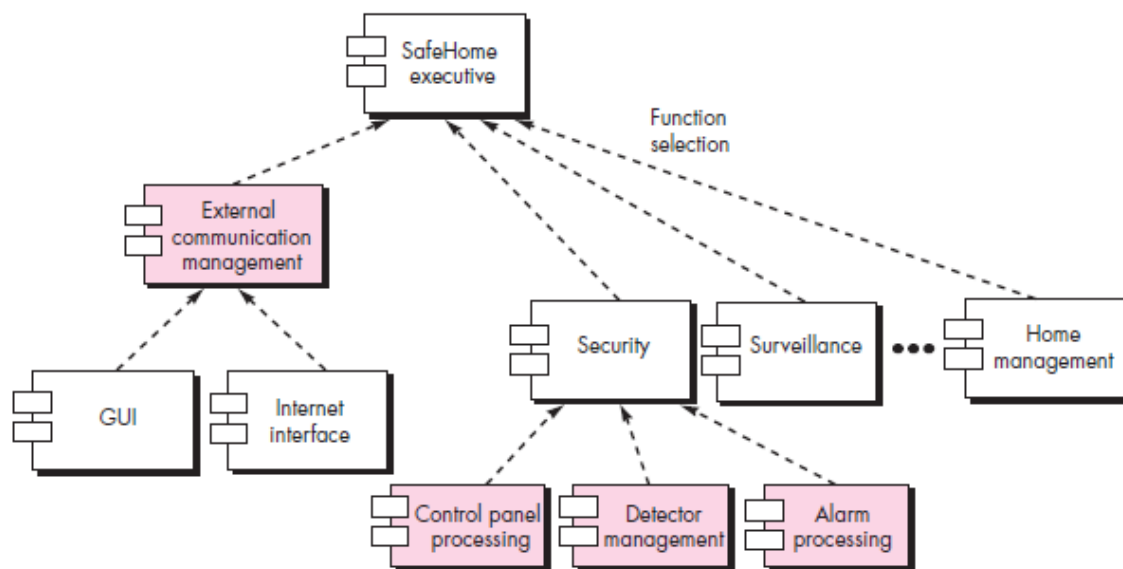 SafeHome
executive
Function
selection
External
communication
management
Security
Surveillance
Home
management
GUI
Internet
interface
Control panel
processing
Detector
management
Alarm
processing